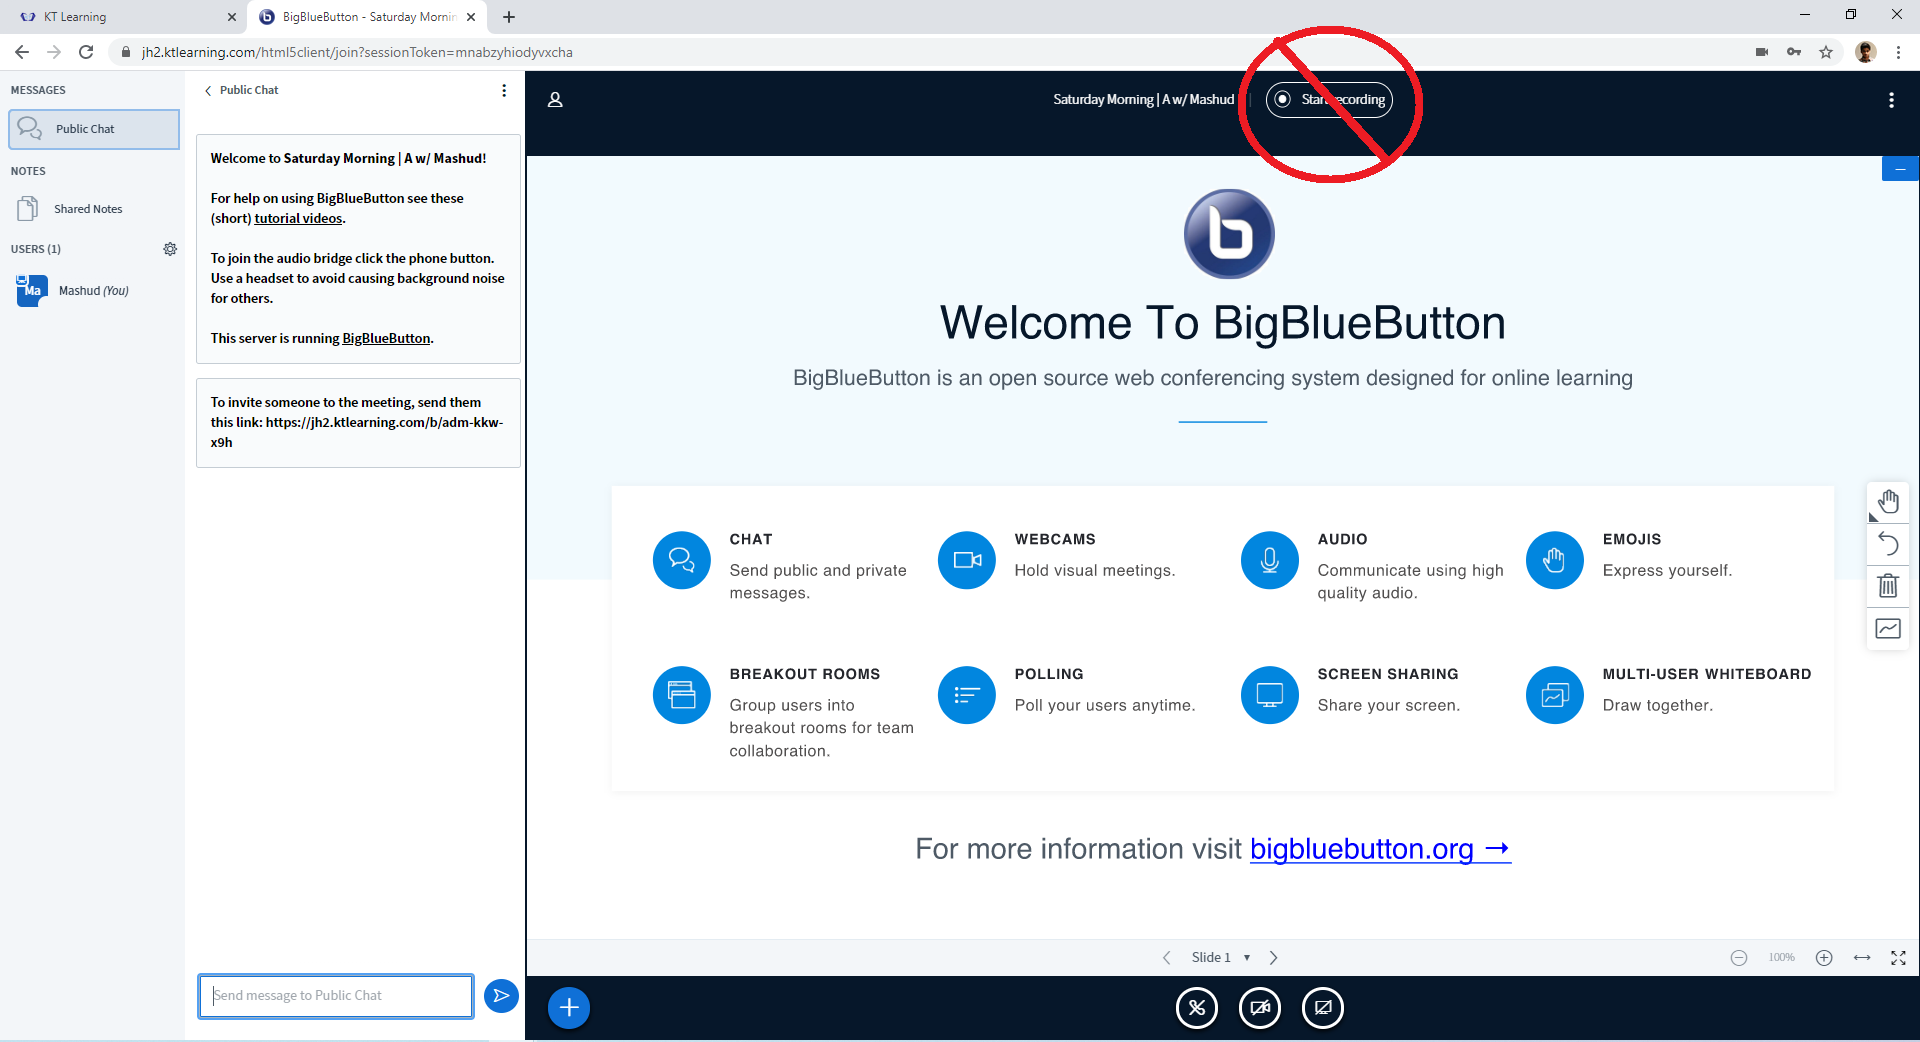 KT Learning
BigBlueButton - Saturday Mornin
jh2.ktlearning.com/html5client/join?sessionToken=mnabzyhiodyvxcha
MESSAGES
Public Chat
NOTES
Shared Notes
USERS (1)
Ma
Mashud (You)
Public Chat
Welcome to Saturday Morning | A w/ Mashud!
For help on using BigBlueButton see these
(short) tutorial videos.
To join the audio bridge click the phone button.
Use a headset to avoid causing background noise
for others.
This server is running BigBlueButton.
To invite someone to the meeting, send them
this link: https://jh2.ktlearning.com/b/adm-kkw-
x9h
Send message to Public Chat
Saturday Morning | A w/ Mashud
Start recording
Welcome To BigBlueButton
BigBlueButton is an open source web conferencing system designed for online learning
CHAT
Send public and private
messages.
WEBCAMS
Hold visual meetings.
AUDIO
Communicate using high
quality audio.
EMOJIS
Express yourself.
BREAKOUT ROOMS
Group users into
breakout rooms for team
collaboration.
POLLING
Poll your users anytime.
SCREEN SHARING
Share your screen.
MULTI-USER WHITEBOARD
Draw together.
For more information visit bigbluebutton.org →
Slide 1
100%